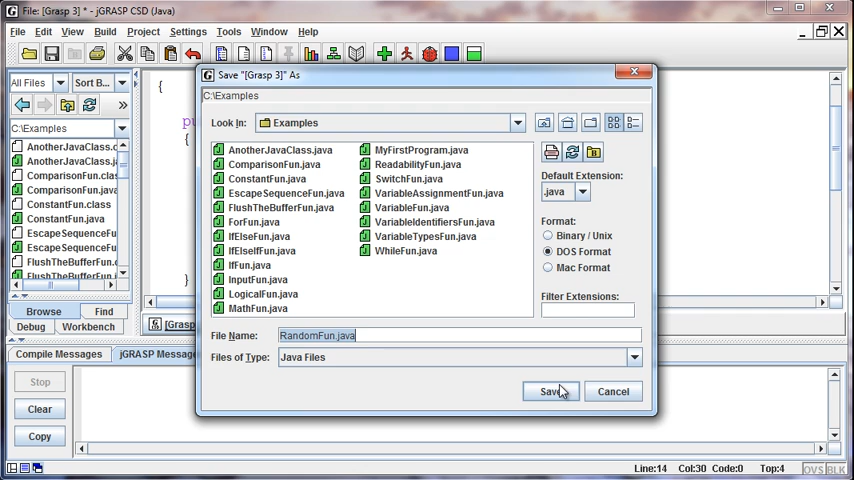 File: [Grasp 3] * - jGRASP CSD (Java)
File Edit View Build Project Settings Tools Window Help
All Files Sort B...
C:\Examples
AnotherJavaClass.c
AnotherJavaClass.j
ComparisonFun.c
ComparisonFun.j
ConstantFun.class
ConstantFun.java
EscapeSequenceFu
EscapeSequenceFu
FlushTheBufferFun.
FlushTheBufferFun.
Browse Find
Debug Workbench
{
pu
{
}
[Grasp
Save "[Grasp 3]" As
C:\Examples
Look In: Examples
AnotherJavaClass.java
ComparisonFun.java
ConstantFun.java
EscapeSequenceFun.java
FlushTheBufferFun.java
ForFun.java
IfElseFun.java
IfElseIfFun.java
IfFun.java
InputFun.java
LogicalFun.java
MathFun.java
MyFirstProgram.java
ReadabilityFun.java
SwitchFun.java
VariableAssignmentFun.java
VariableFun.java
VariableIdentifiersFun.java
VariableTypesFun.java
WhileFun.java
Default Extension:
.java
Format:
Binary / Unix
DOS Format
Mac Format
Filter Extensions:
File Name: RandomFun.java
Files of Type: Java Files
Save Cancel
Compile Messages jGRASP Messag
Stop
Clear
Copy
Line:14 Col:30 Code:0 Top:4 OVS BLK